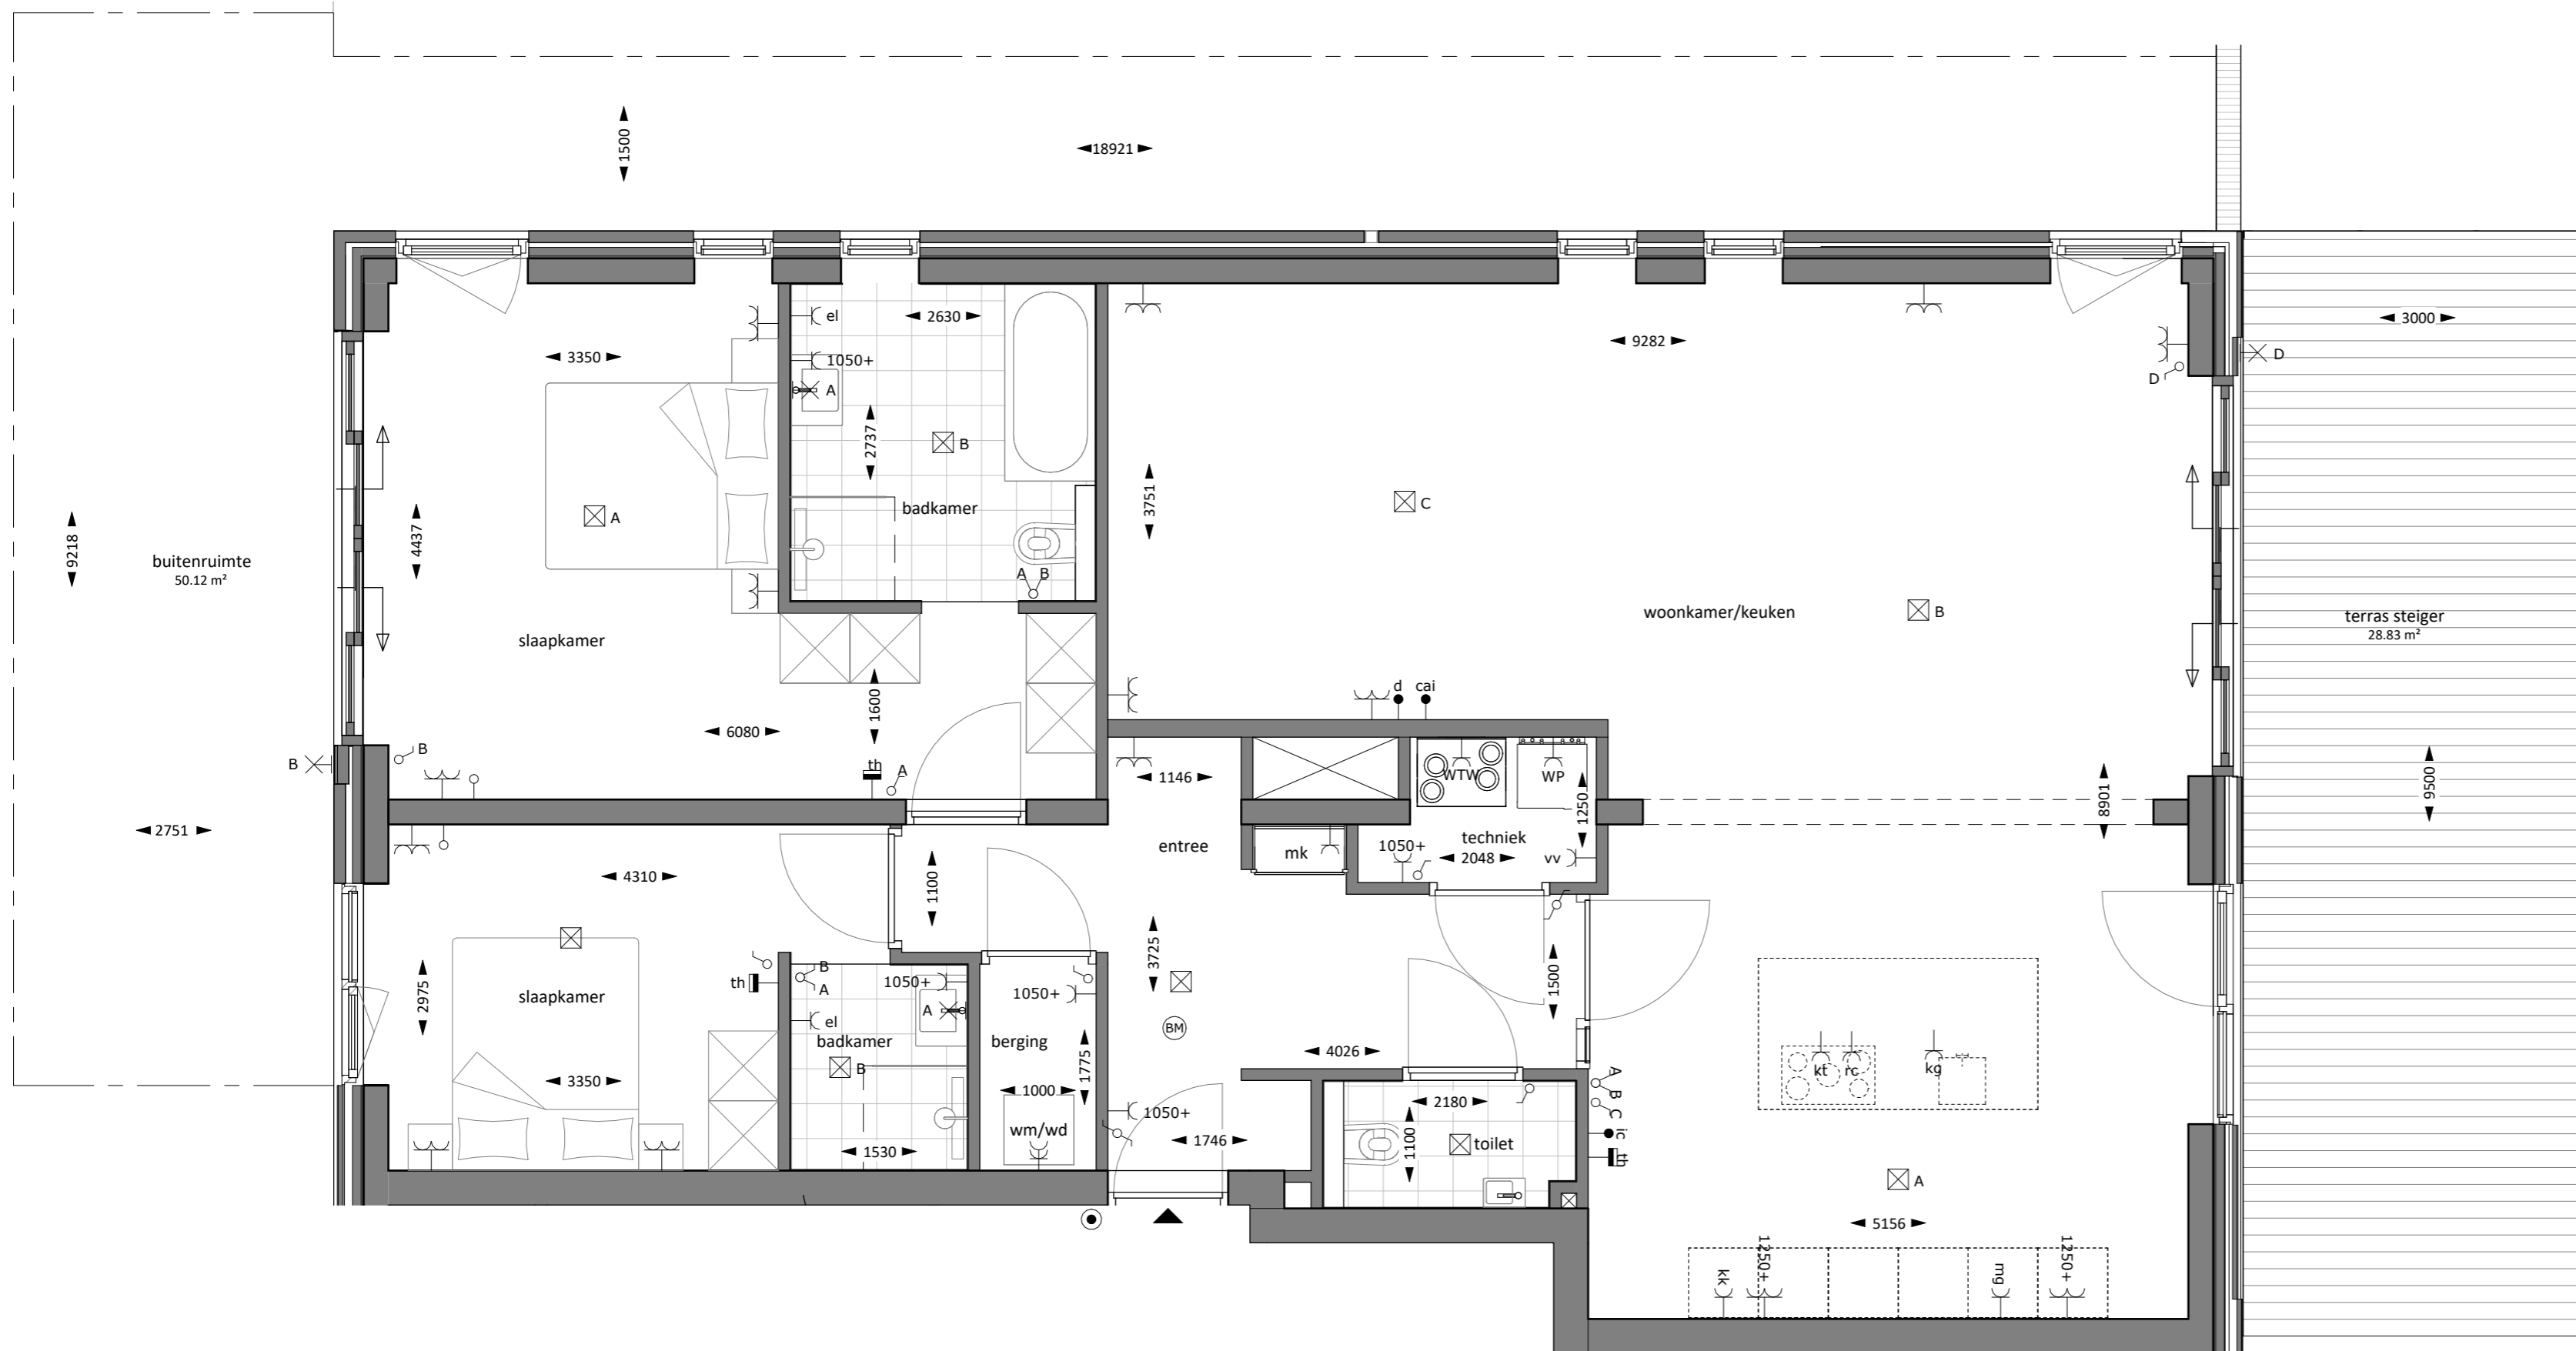 1500
18921
el
2630
1050+
A
3350
2737
B
badkamer
A B
A
4437
9218
buitenruimte
50.12 m²
slaapkamer
6080
1600
th
A
B
B
2751
9282
3000
D
D
3751
C
woonkamer/keuken
B
terras steiger
28.83 m²
d
cai
1146
WTW
WP
1250
8901
9500
entree
mk
techniek
1050+
2048
vv
4310
1100
2975
slaapkamer
th
3350
B
A
1050+
A
el
badkamer
B
1530
1050+
berging
1775
1000
wm/wd
3725
BM
1050+
1746
4026
1500
2180
1100
toilet
A
B
C
ic
th
kt
rc
kg
A
5156
kk
1250+
mg
1250+